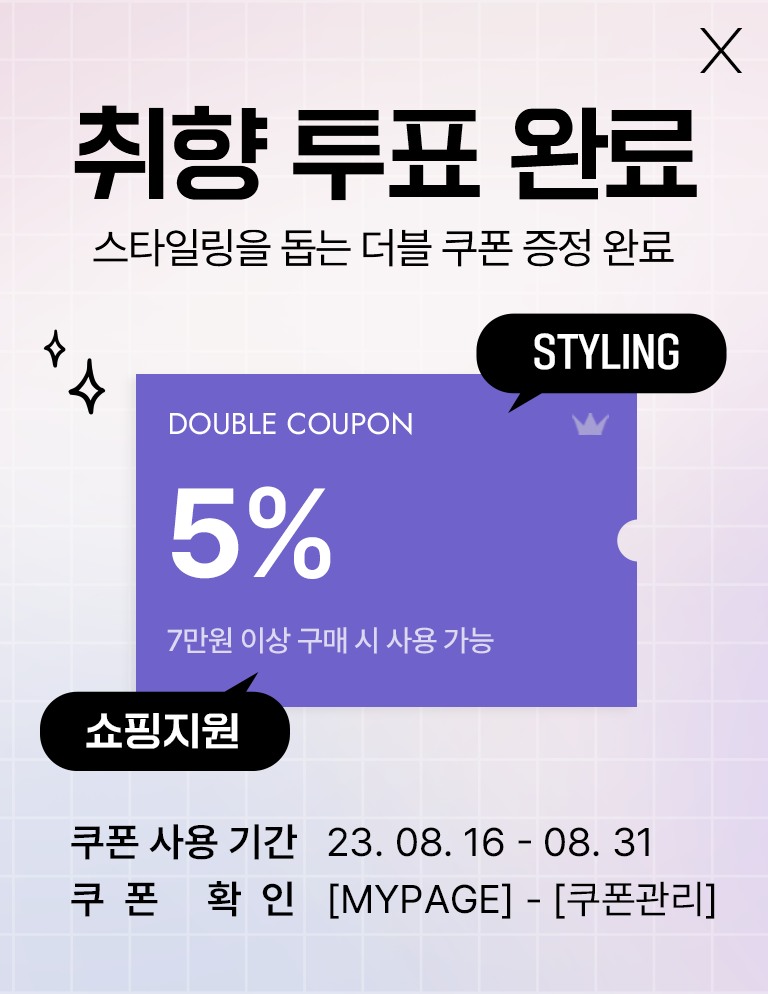 X
취향 투표 완료
스타일링을 돕는 더블 쿠폰 증정 완료
STYLING
DOUBLE COUPON
5%
7만원 이상 구매 시 사용 가능
쇼핑지원
쿠폰 사용 기간 23. 08. 16 - 08. 31
쿠 폰 확 인 [MYPAGE] - [쿠폰관리]